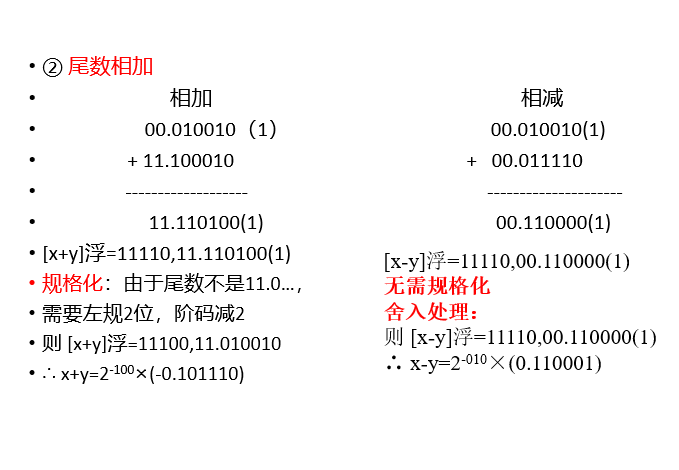 • ② 尾数相加
• 相加 相减
• 00.010010（1） 00.010010(1)
• + 11.100010 + 00.011110
• ------------------- ---------------------
• 11.110100(1) 00.110000(1)
• [x+y]浮=11110,11.110100(1)
• 规格化：由于尾数不是11.0…，
• 需要左规2位，阶码减2
• 则 [x+y]浮=11100,11.010010
• ∴ x+y=2-100×(-0.101110)
[x-y]浮=11110,00.110000(1)
无需规格化
舍入处理：
则 [x-y]浮=11110,00.110000(1)
∴ x-y=2-010×(0.110001)